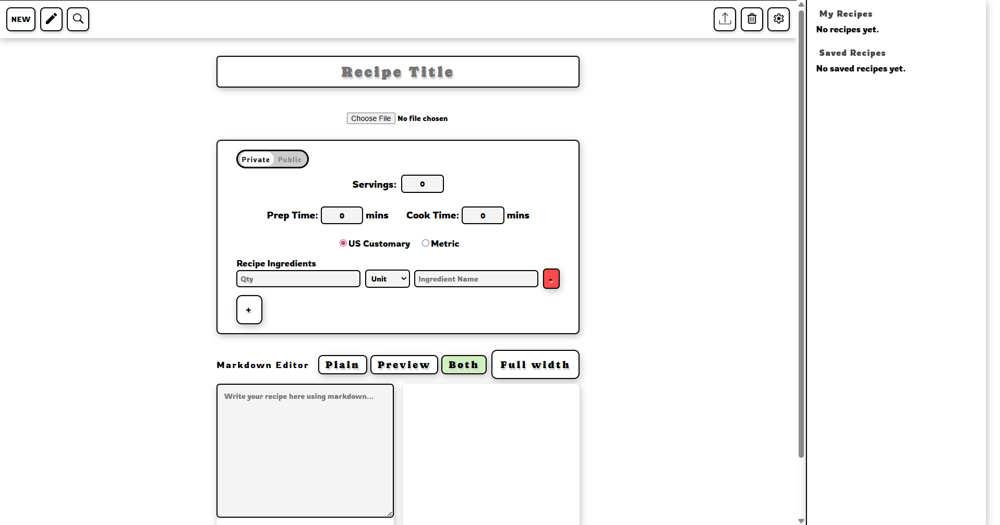 NEW
Recipe Title
Choose File No file chosen
Private Public
Servings: 0
Prep Time: 0 mins Cook Time: 0 mins
US Customary Metric
Recipe Ingredients
Qty Unit Ingredient Name -
+
Markdown Editor Plain Preview Both Full width
Write your recipe here using markdown...
My Recipes
No recipes yet.
Saved Recipes
No saved recipes yet.